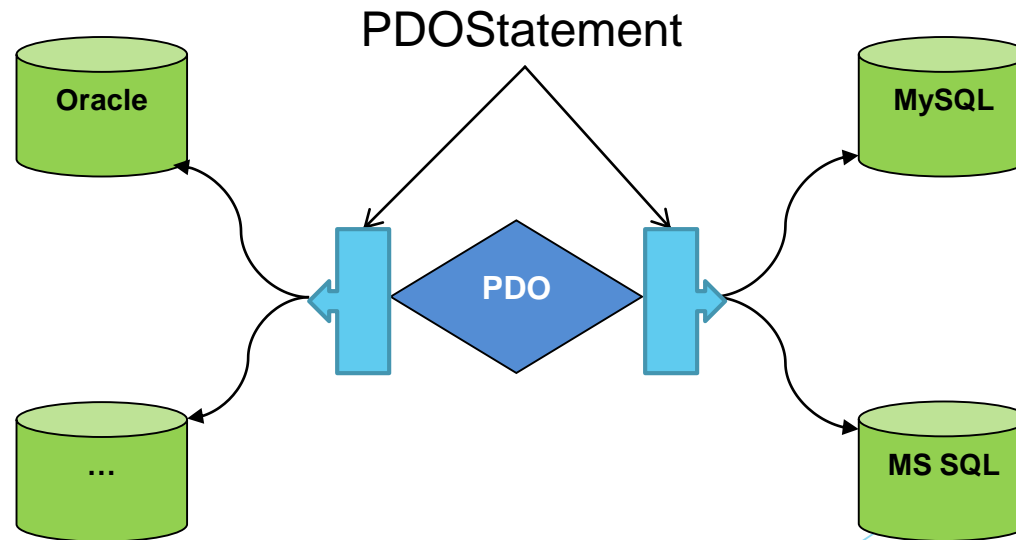 PDOStatement
Oracle
MySQL
PDO
…
MS SQL